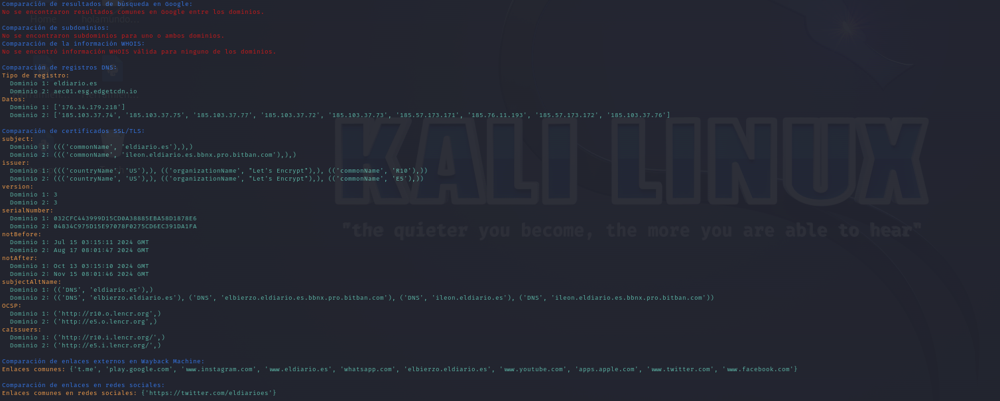 Comparación de resultados de búsqueda en Google:
No se encontraron resultados comunes en Google entre los dominios.
Home holamundo...
Comparación de subdominios:
No se encontraron subdominios para uno o ambos dominios.
Comparación de la información WHOIS:
No se encontró información WHOIS válida para ninguno de los dominios.
Comparación de registros DNS:
Tipo de registro:
Dominio 1: eldiario.es
Dominio 2: aec01.esg.edgetcdn.io
Datos:
Dominio 1: ['176.34.179.218']
Dominio 2: ['185.103.37.74', '185.103.37.75', '185.103.37.77', '185.103.37.72', '185.103.37.73', '185.57.173.171', '185.76.11.193', '185.57.173.172', '185.103.37.76']
Comparación de certificados SSL/TLS:
subject:
Dominio 1: ((('commonName', 'eldiario.es'),),)
Dominio 2: ((('commonName', 'ileon.eldiario.es.bbnx.pro.bitban.com'),),)
issuer:
Dominio 1: ((('countryName', 'US'),), (('organizationName', "Let's Encrypt"),), (('commonName', 'R10'),))
Dominio 2: ((('countryName', 'US'),), (('organizationName', "Let's Encrypt"),), (('commonName', 'E5'),))
version:
Dominio 1: 3
Dominio 2: 3
serialNumber:
Dominio 1: 032CFC443999D15CD0A38885EBA58D1878E6
Dominio 2: 04834C975D15E97078F0275CD6EC391DA1FA
notBefore:
Dominio 1: Jul 15 03:15:11 2024 GMT
Dominio 2: Aug 17 08:01:47 2024 GMT
notAfter:
Dominio 1: Oct 13 03:15:10 2024 GMT
Dominio 2: Nov 15 08:01:46 2024 GMT
subjectAltName:
Dominio 1: (('DNS', 'eldiario.es'),)
Dominio 2: (('DNS', 'elbierzo.eldiario.es'), ('DNS', 'elbierzo.eldiario.es.bbnx.pro.bitban.com'), ('DNS', 'ileon.eldiario.es'), ('DNS', 'ileon.eldiario.es.bbnx.pro.bitban.com'))
OCSP:
Dominio 1: ('http://r10.o.lencr.org',)
Dominio 2: ('http://e5.o.lencr.org',)
caIssuers:
Dominio 1: ('http://r10.i.lencr.org/',)
Dominio 2: ('http://e5.i.lencr.org/',)
Comparación de enlaces externos en Wayback Machine:
Enlaces comunes: {'t.me', 'play.google.com', 'www.instagram.com', 'www.eldiario.es', 'whatsapp.com', 'elbierzo.eldiario.es', 'www.youtube.com', 'apps.apple.com', 'www.twitter.com', 'www.facebook.com'}
Comparación de enlaces en redes sociales:
Enlaces comunes en redes sociales: {'https://twitter.com/eldiarioes'}
KALI LINUX
"the quieter you become, the more you are able to hear"